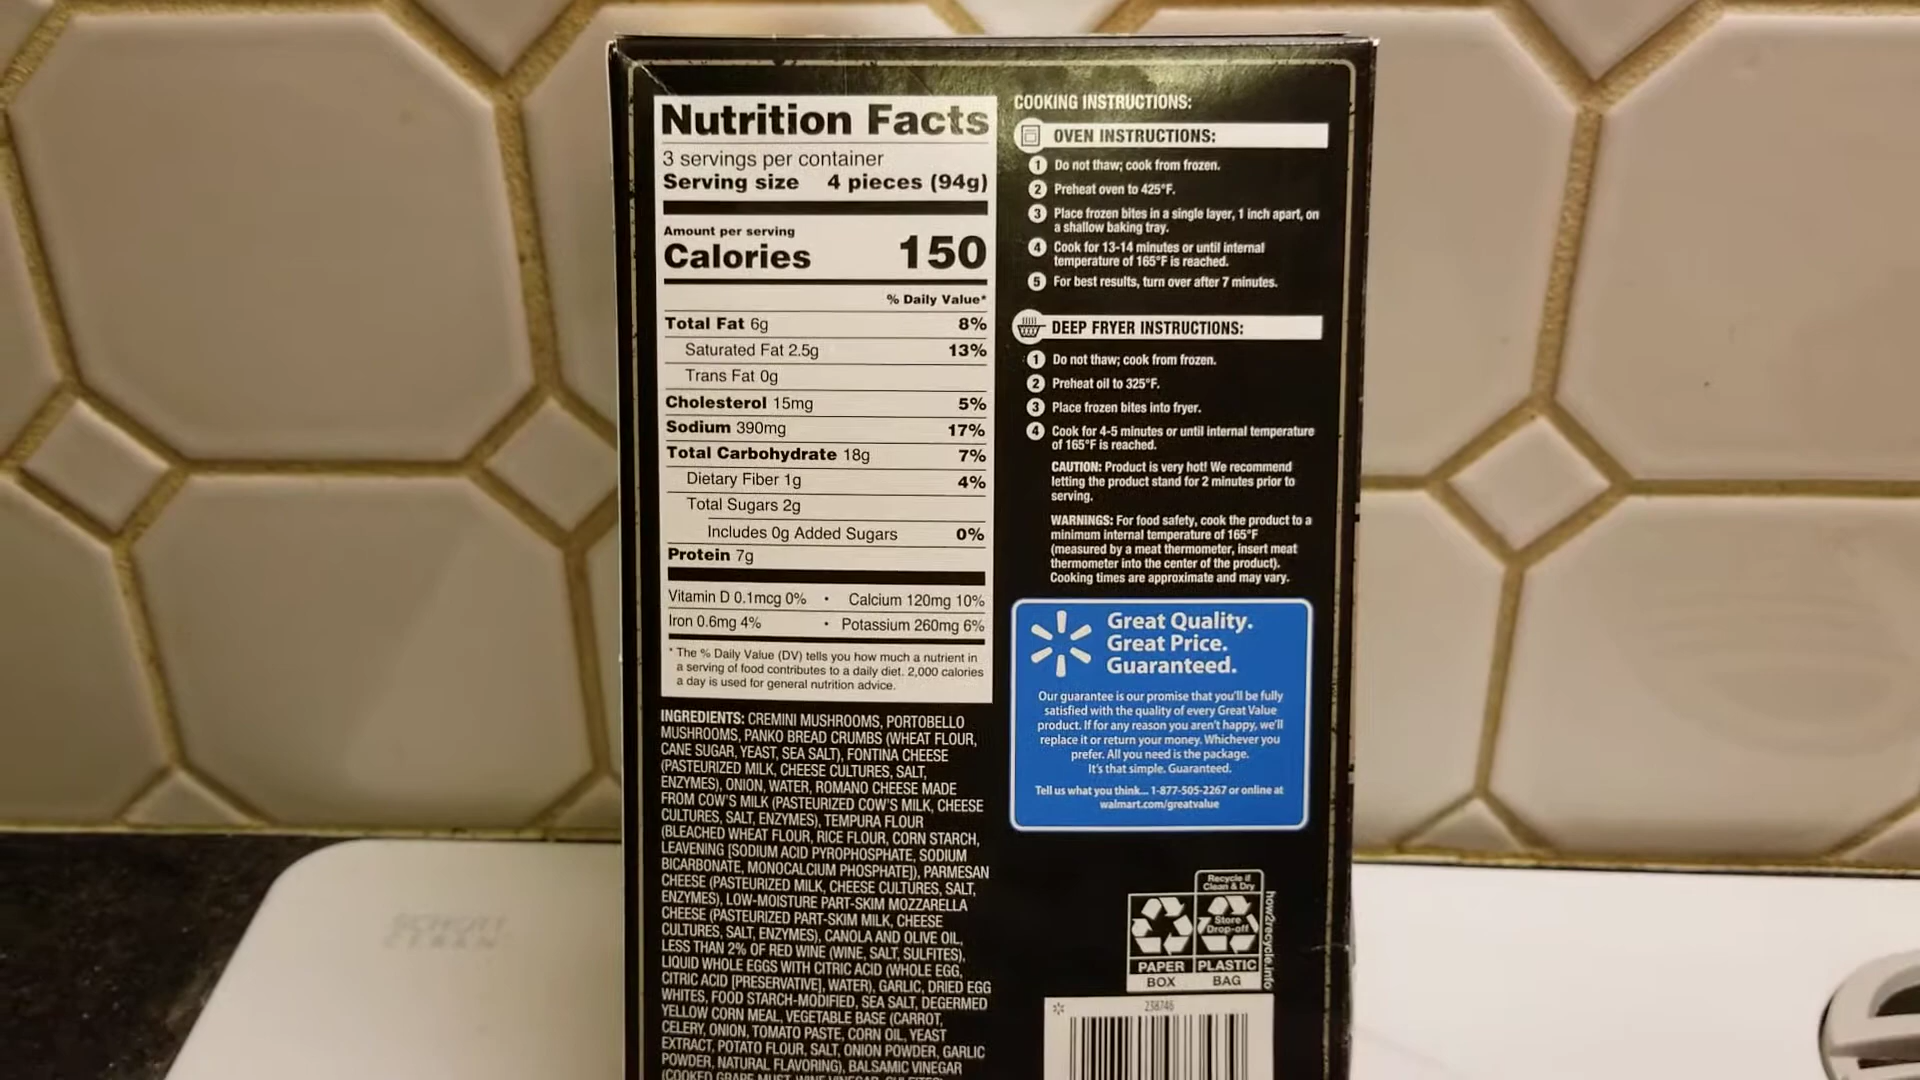 Nutrition Facts
3 servings per container
Serving size 4 pieces (94g)
Amount per serving
Calories 150
% Daily Value*
Total Fat 6g 8%
Saturated Fat 2.5g 13%
Trans Fat 0g
Cholesterol 15mg 5%
Sodium 390mg 17%
Total Carbohydrate 18g 7%
Dietary Fiber 1g 4%
Total Sugars 2g
Includes 0g Added Sugars 0%
Protein 7g
Vitamin D 0.1mcg 0% • Calcium 120mg 10%
Iron 0.6mg 4% • Potassium 260mg 6%
* The % Daily Value (DV) tells you how much a nutrient in
a serving of food contributes to a daily diet. 2,000 calories
a day is used for general nutrition advice.
INGREDIENTS: CREMINI MUSHROOMS, PORTOBELLO
MUSHROOMS, PANKO BREAD CRUMBS (WHEAT FLOUR,
CANE SUGAR, YEAST, SEA SALT), FONTINA CHEESE
(PASTEURIZED MILK, CHEESE CULTURES, SALT,
ENZYMES), ONION, WATER, ROMANO CHEESE MADE
FROM COW'S MILK (PASTEURIZED COW'S MILK, CHEESE
CULTURES, SALT, ENZYMES), TEMPURA FLOUR
(BLEACHED WHEAT FLOUR, RICE FLOUR, CORN STARCH,
LEAVENING [SODIUM ACID PYROPHOSPHATE, SODIUM
BICARBONATE, MONOCALCIUM PHOSPHATE]), PARMESAN
CHEESE (PASTEURIZED MILK, CHEESE CULTURES, SALT,
ENZYMES), LOW-MOISTURE PART-SKIM MOZZARELLA
CHEESE (PASTEURIZED PART-SKIM MILK, CHEESE
CULTURES, SALT, ENZYMES), CANOLA AND OLIVE OIL,
LESS THAN 2% OF RED WINE (WINE, SALT, SULFITES),
LIQUID WHOLE EGGS WITH CITRIC ACID (WHOLE EGG,
CITRIC ACID [PRESERVATIVE], WATER), GARLIC, DRIED EGG
WHITES, FOOD STARCH-MODIFIED, SEA SALT, DEGERMED
YELLOW CORN MEAL, VEGETABLE BASE (CARROT,
CELERY, ONION, TOMATO PASTE, CORN OIL, YEAST
EXTRACT, POTATO FLOUR, SALT, ONION POWDER, GARLIC
POWDER, NATURAL FLAVORING), BALSAMIC VINEGAR
(COOKED GRAPE MUST, WINE VINEGAR, SULFITES),
COOKING INSTRUCTIONS:
OVEN INSTRUCTIONS:
1 Do not thaw; cook from frozen.
2 Preheat oven to 425°F.
3 Place frozen bites in a single layer, 1 inch apart, on
a shallow baking tray.
4 Cook for 13-14 minutes or until internal
temperature of 165°F is reached.
5 For best results, turn over after 7 minutes.
DEEP FRYER INSTRUCTIONS:
1 Do not thaw; cook from frozen.
2 Preheat oil to 325°F.
3 Place frozen bites into fryer.
4 Cook for 4-5 minutes or until internal temperature
of 165°F is reached.
CAUTION: Product is very hot! We recommend
letting the product stand for 2 minutes prior to
serving.
WARNINGS: For food safety, cook the product to a
minimum internal temperature of 165°F
(measured by a meat thermometer, insert meat
thermometer into the center of the product).
Cooking times are approximate and may vary.
Great Quality.
Great Price.
Guaranteed.
Our guarantee is our promise that you'll be fully
satisfied with the quality of every Great Value
product. If for any reason you aren't happy, we'll
replace it or return your money. Whichever you
prefer. All you need is the package.
It's that simple. Guaranteed.
Tell us what you think... 1-877-505-2267 or online at
walmart.com/greatvalue
Recycle if
Clean & Dry
Store
Drop-off
PAPER PLASTIC
BOX BAG
how2recycle.info
238746
SCHOTT
CERAN